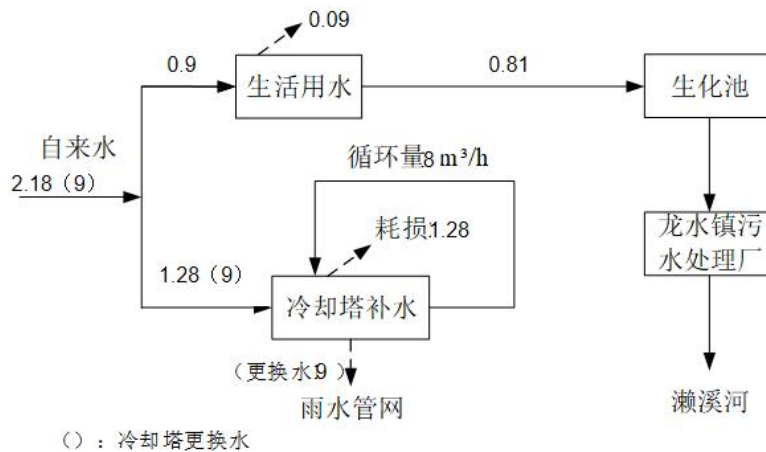 0.09
0.9
生活用水
0.81
生化池
自来水
2.18（9）
循环量8 m³/h
耗损:1.28
龙水镇污
水处理厂
1.28（9）
冷却塔补水
（更换水:9 ）
雨水管网
濑溪河
（）：冷却塔更换水